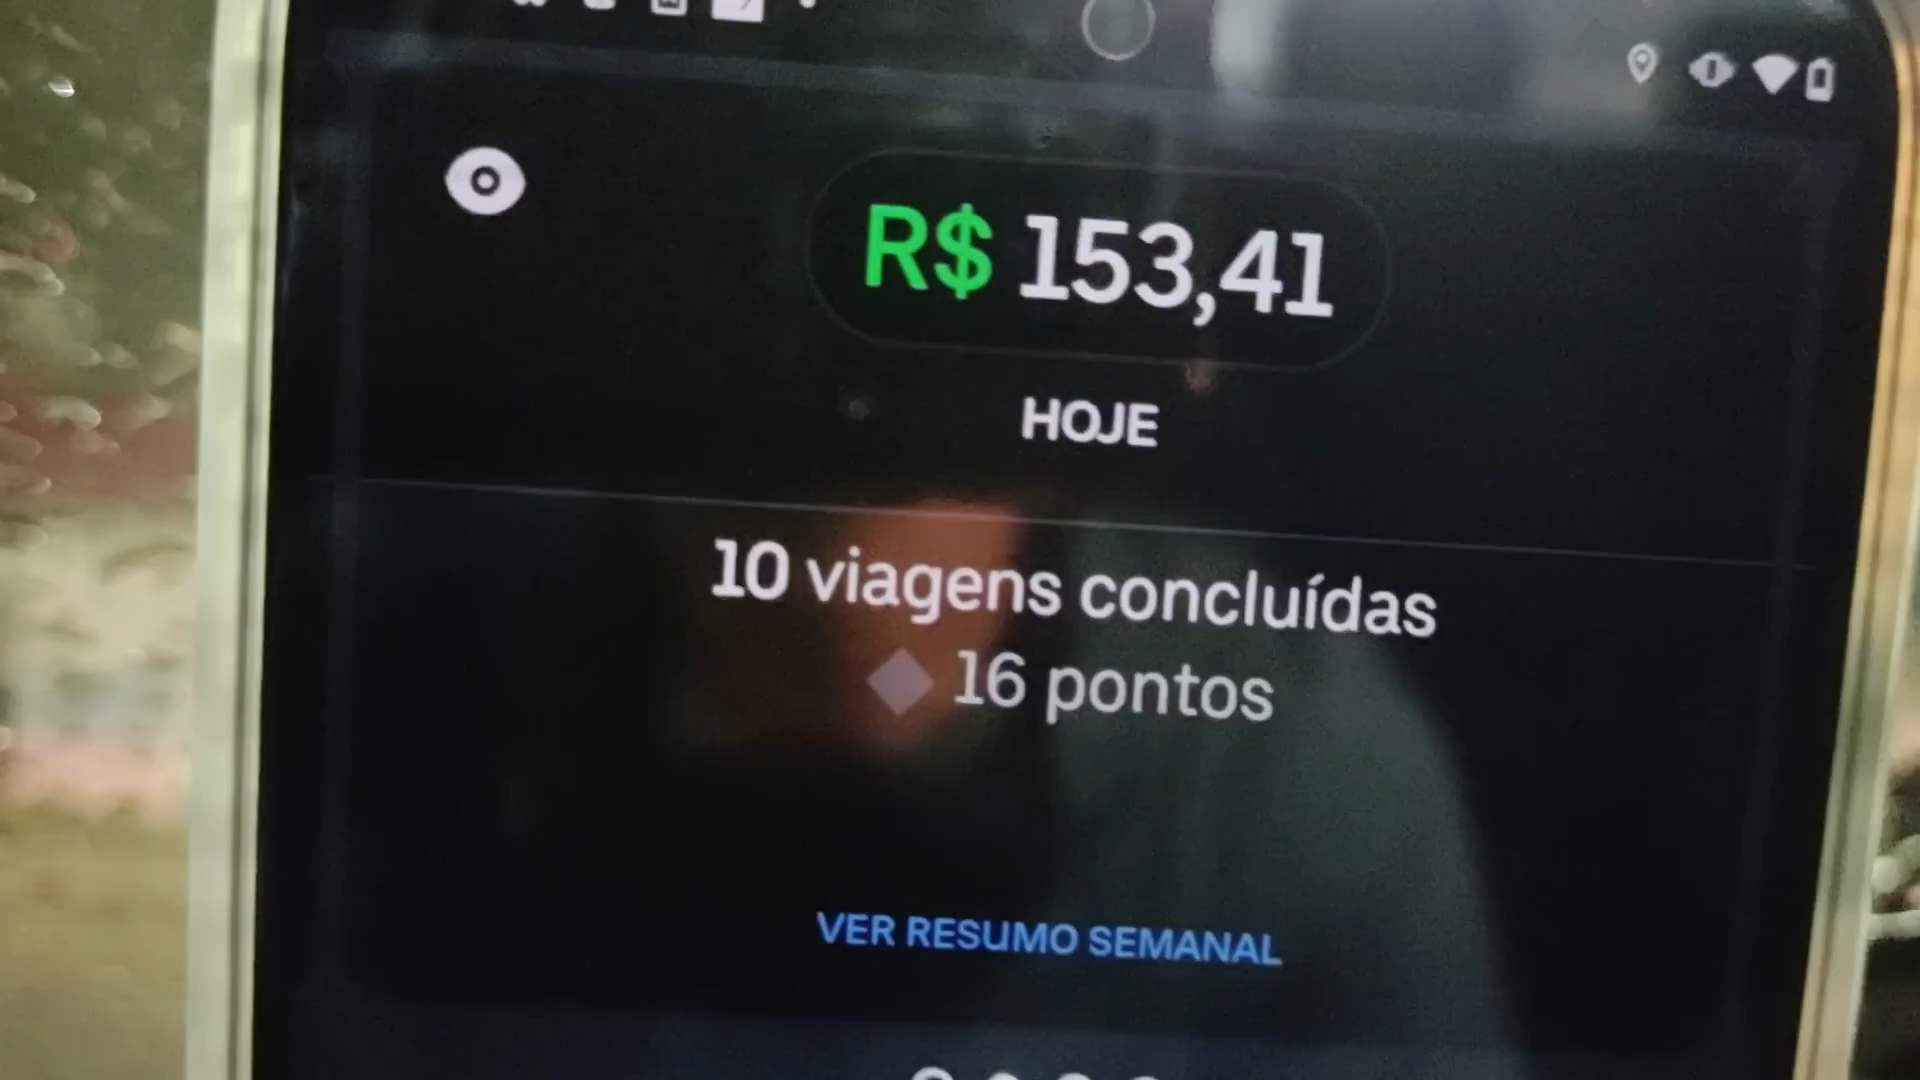 R$ 153,41
HOJE
10 viagens concluídas
16 pontos
VER RESUMO SEMANAL